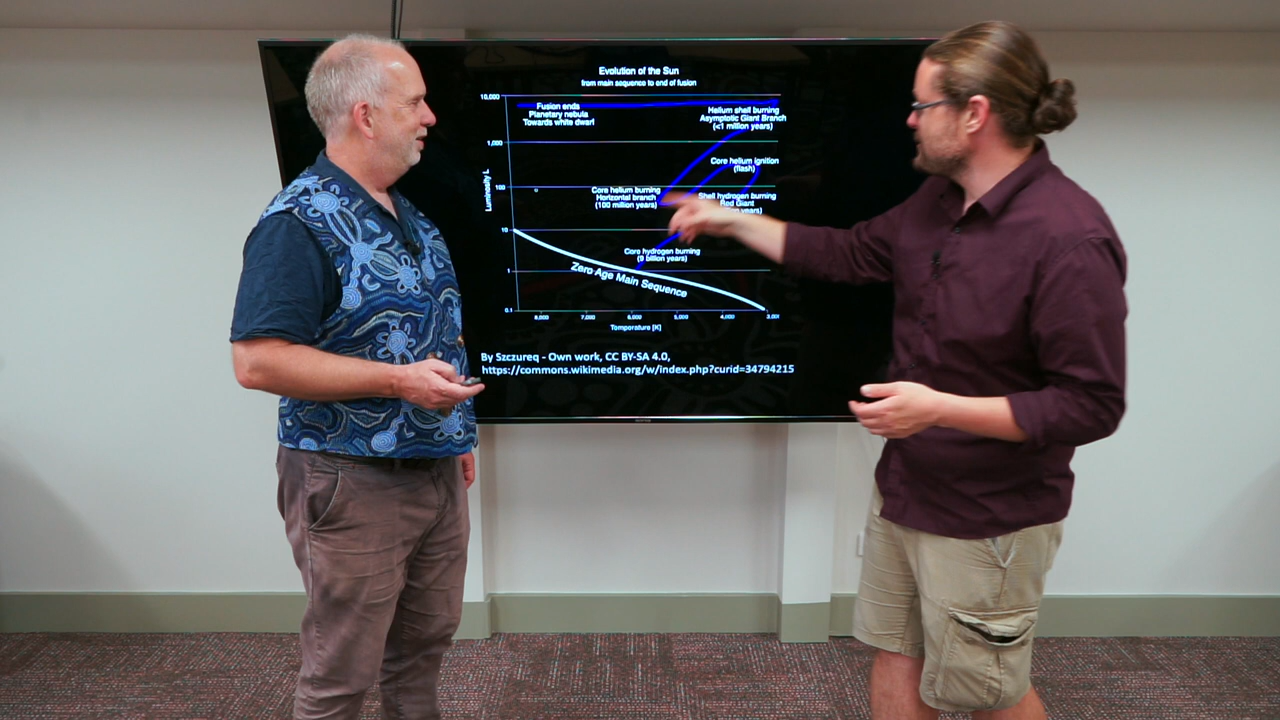 Evolution of the Sun
from main sequence to end of fusion
10,000
Fusion ends
Planetary nebula
Towards white dwarf
Helium shell burning
Asymptotic Giant Branch
(<1 million years)
1,000
Core helium ignition
(flash)
Luminosity L
100
Core helium burning
Horizontal branch
(100 million years)
Shell hydrogen burning
Red Giant
years)
10
Core hydrogen burning
(9 billion years)
1
Zero Age Main Sequence
0.1
8,000 7,000 6,000 5,000 4,000
Temperature [K]
By Szczureq - Own work, CC BY-SA 4.0,
https://commons.wikimedia.org/w/index.php?curid=34794215